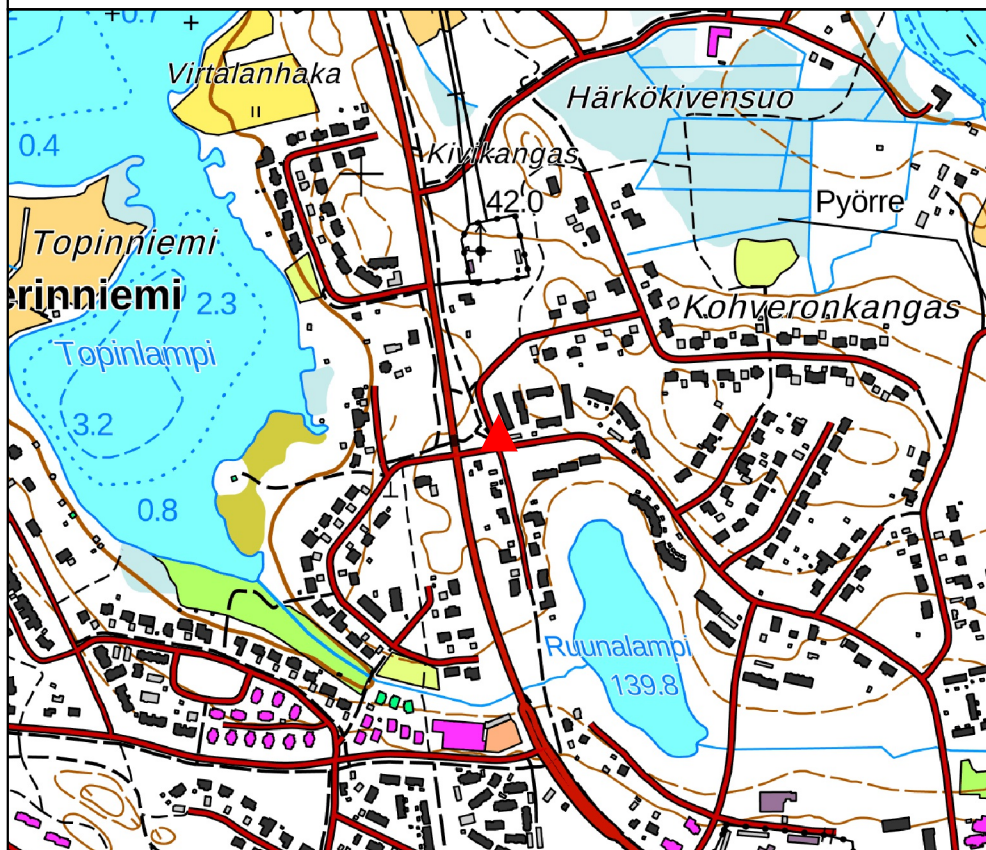 0.7
Virtalanhaka
Härkökivensuo
0.4
Kivikangas
42.0
Pyörre
Topinniemi
erinniemi
2.3
Kohveronkangas
Topinlampi
3.2
0.8
Ruunalampi
139.8